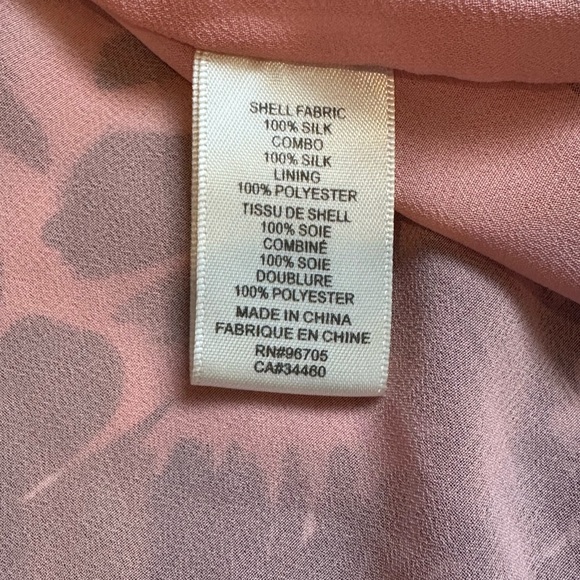 SHELL FABRIC
100% SILK
COMBO
100% SILK
LINING
100% POLYESTER
TISSU DE SHELL
100% SOIE
COMBINÉ
100% SOIE
DOUBLURE
100% POLYESTER
MADE IN CHINA
FABRIQUE EN CHINE
RN#96705
CA#34460